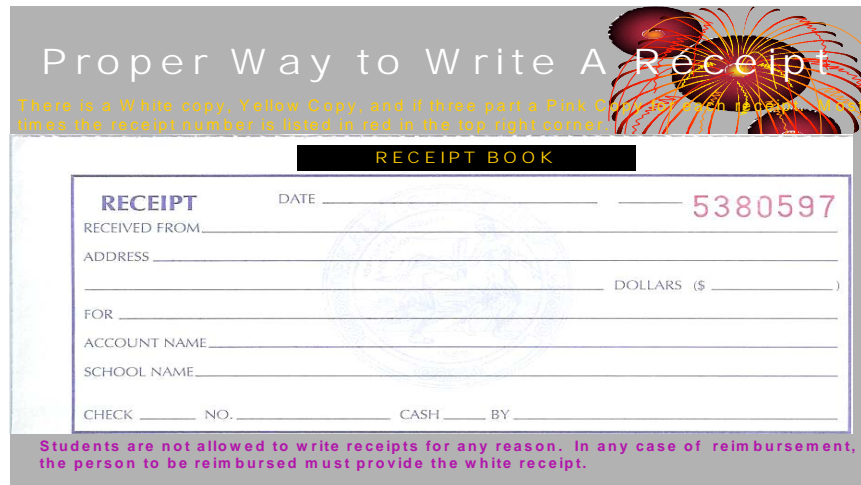 Proper Way to Write A Receipt
There is a White copy, Yellow Copy, and if three part a Pink Copy for each receipt. Most
times the receipt number is listed in red in the top right corner.
RECEIPT BOOK
RECEIPT DATE 5380597
RECEIVED FROM
ADDRESS
DOLLARS ($ )
FOR
ACCOUNT NAME
SCHOOL NAME
CHECK NO. CASH BY
Students are not allowed to write receipts for any reason. In any case of reimbursement,
the person to be reimbursed must provide the white receipt.